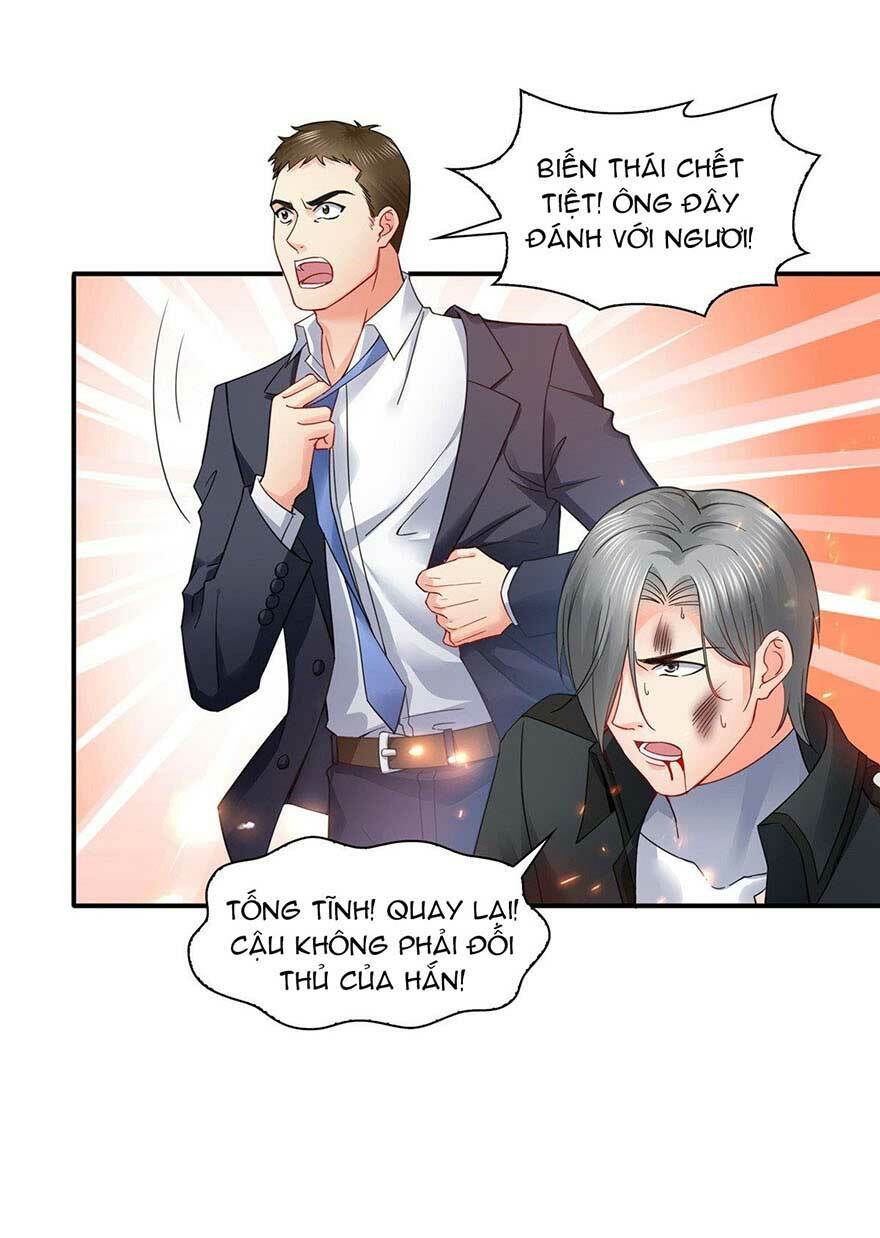 BIẾN THÁI CHẾT
TIỆT! ÔNG ĐÂY
ĐÁNH VỚI NGƯƠI!
TỐNG TĨNH! QUAY LẠI!
CẬU KHÔNG PHẢI ĐỐI
THỦ CỦA HẮN!